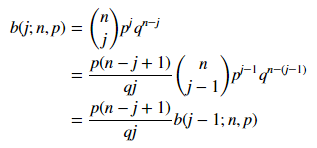 b(j; n, p) = \binom{n}{j} p^j q^{n-j}
= \frac{p(n - j + 1)}{qj} \binom{n}{j - 1} p^{j-1} q^{n-(j-1)}
= \frac{p(n - j + 1)}{qj} b(j - 1; n, p)